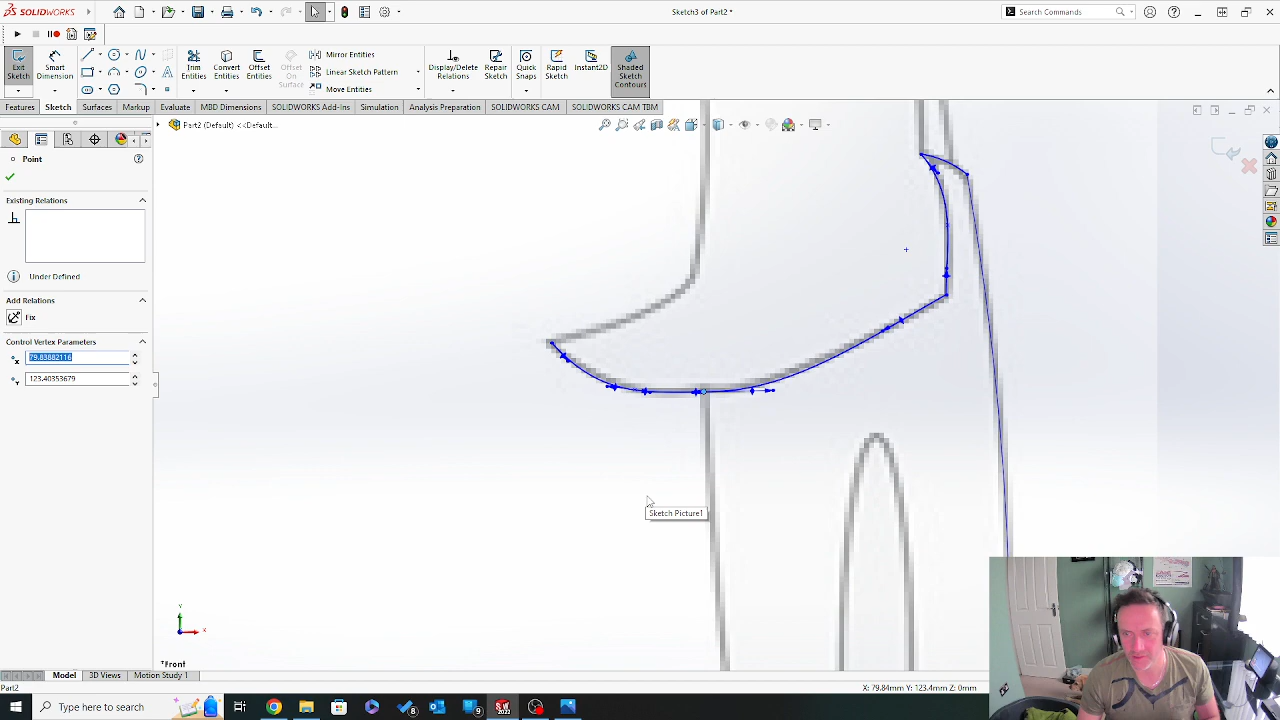 SOLIDWORKS
Sketch3 of Part2 *
Search Commands
Exit Sketch
Smart Dimension
Trim Entities
Convert Entities
Offset Entities
Offset On Surface
Mirror Entities
Linear Sketch Pattern
Move Entities
Display/Delete Relations
Repair Sketch
Quick Snaps
Rapid Sketch
Instant2D
Shaded Sketch Contours
Features
Sketch
Surfaces
Markup
Evaluate
MBD Dimensions
SOLIDWORKS Add-Ins
Simulation
Analysis Preparation
SOLIDWORKS CAM
SOLIDWORKS CAM TBM
Part2 (Default) <<Default...
Point
Existing Relations
Under Defined
Add Relations
Fix
Control Vertex Parameters
79.83882116
123.40353679
Sketch Picture1
Y
X
*Front
Model
3D Views
Motion Study 1
Part2
X: 79.84mm Y: 123.4mm Z: 0mm
Type here to search